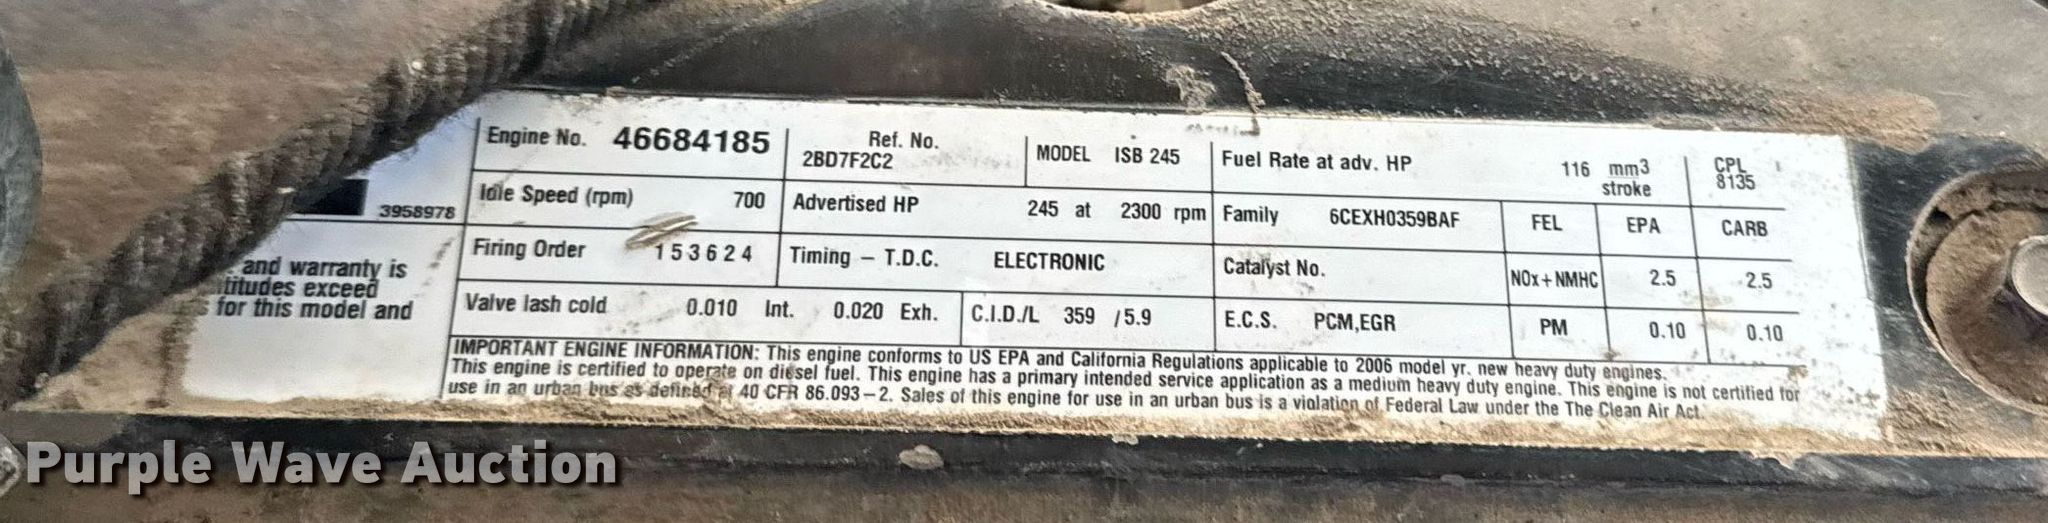 Engine No. 46684185
Ref. No.
2BD7F2C2
MODEL ISB 245
Fuel Rate at adv. HP 116 mm3
stroke
CPL
8135
3958978
Idle Speed (rpm) 700
Advertised HP 245 at 2300 rpm
Family 6CEXH0359BAF
FEL EPA CARB
Firing Order 153624
Timing – T.D.C. ELECTRONIC
Catalyst No.
NOx+NMHC 2.5 2.5
and warranty is
exceed
for this model and
Valve lash cold 0.010 Int. 0.020 Exh.
C.I.D./L 359 /5.9
E.C.S. PCM,EGR
PM 0.10 0.10
IMPORTANT ENGINE INFORMATION: This engine conforms to US EPA and California Regulations applicable to 2006 model yr. new heavy duty engines.
This engine is certified to operate on diesel fuel. This engine has a primary intended service application as a medium heavy duty engine. This engine is not certified for
use in an urban bus as defined at 40 CFR 86.093–2. Sales of this engine for use in an urban bus is a violation of Federal Law under the The Clean Air Act.
Purple Wave Auction